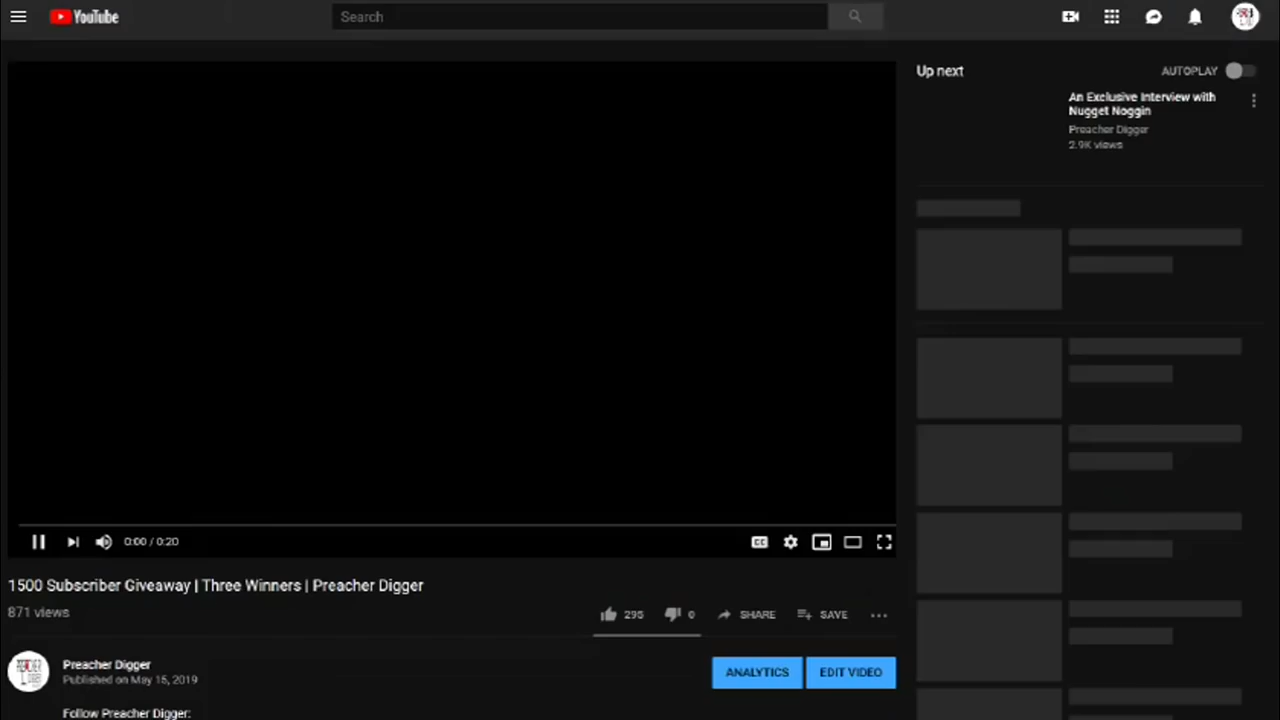 YouTube
Search
Up next
AUTOPLAY
An Exclusive Interview with
Nugget Noggin
Preacher Digger
2.9K views
CC
0:00 / 0:20
1500 Subscriber Giveaway | Three Winners | Preacher Digger
871 views
295
0
SHARE
SAVE
Preacher Digger
Published on May 15, 2019
ANALYTICS
EDIT VIDEO
Follow Preacher Digger: